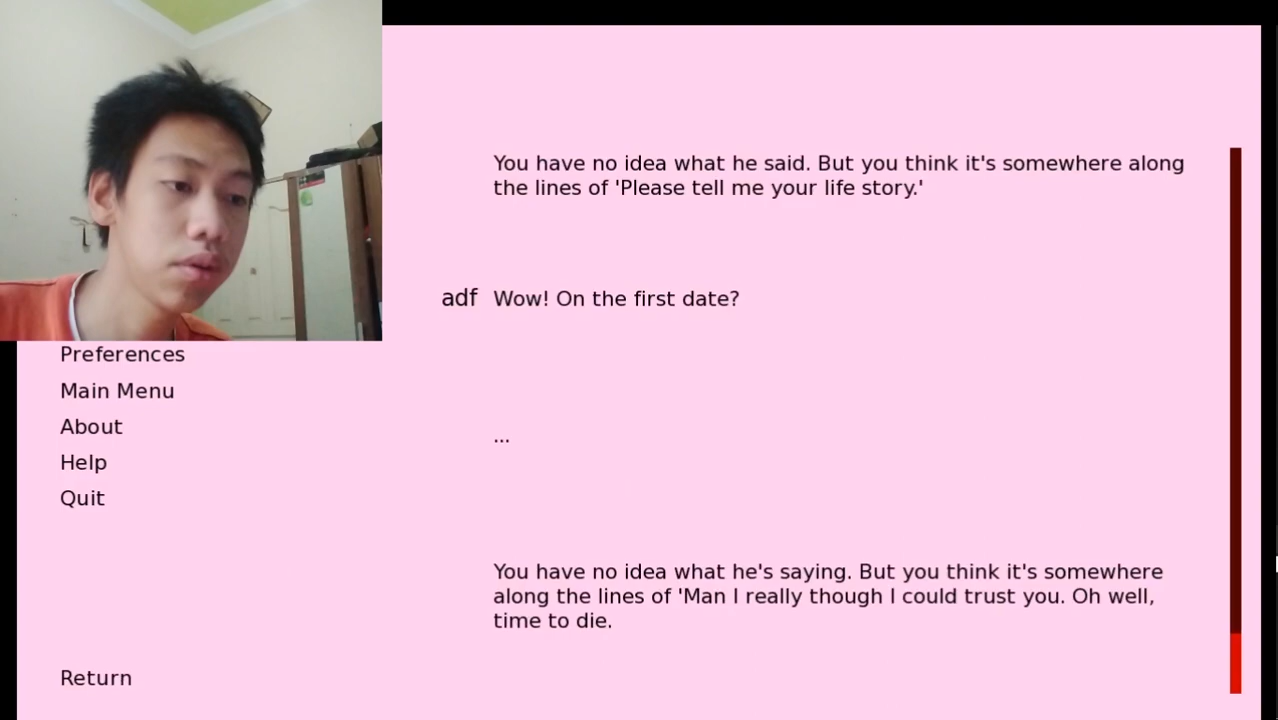 You have no idea what he said. But you think it's somewhere along
the lines of 'Please tell me your life story.'
adf Wow! On the first date?
...
You have no idea what he's saying. But you think it's somewhere
along the lines of 'Man I really though I could trust you. Oh well,
time to die.
Preferences
Main Menu
About
Help
Quit
Return